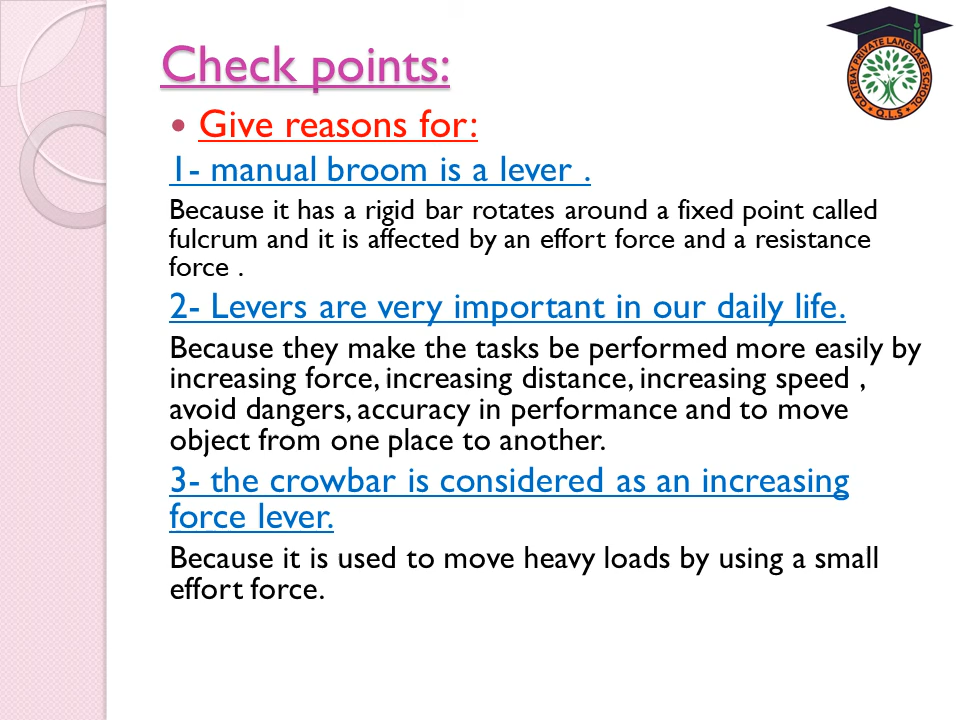 Check points:
• Give reasons for:
1- manual broom is a lever .
Because it has a rigid bar rotates around a fixed point called
fulcrum and it is affected by an effort force and a resistance
force .
2- Levers are very important in our daily life.
Because they make the tasks be performed more easily by
increasing force, increasing distance, increasing speed ,
avoid dangers, accuracy in performance and to move
object from one place to another.
3- the crowbar is considered as an increasing
force lever.
Because it is used to move heavy loads by using a small
effort force.
QAITBAY PRIVATE LANGUAGE SCHOOL
Q.L.S